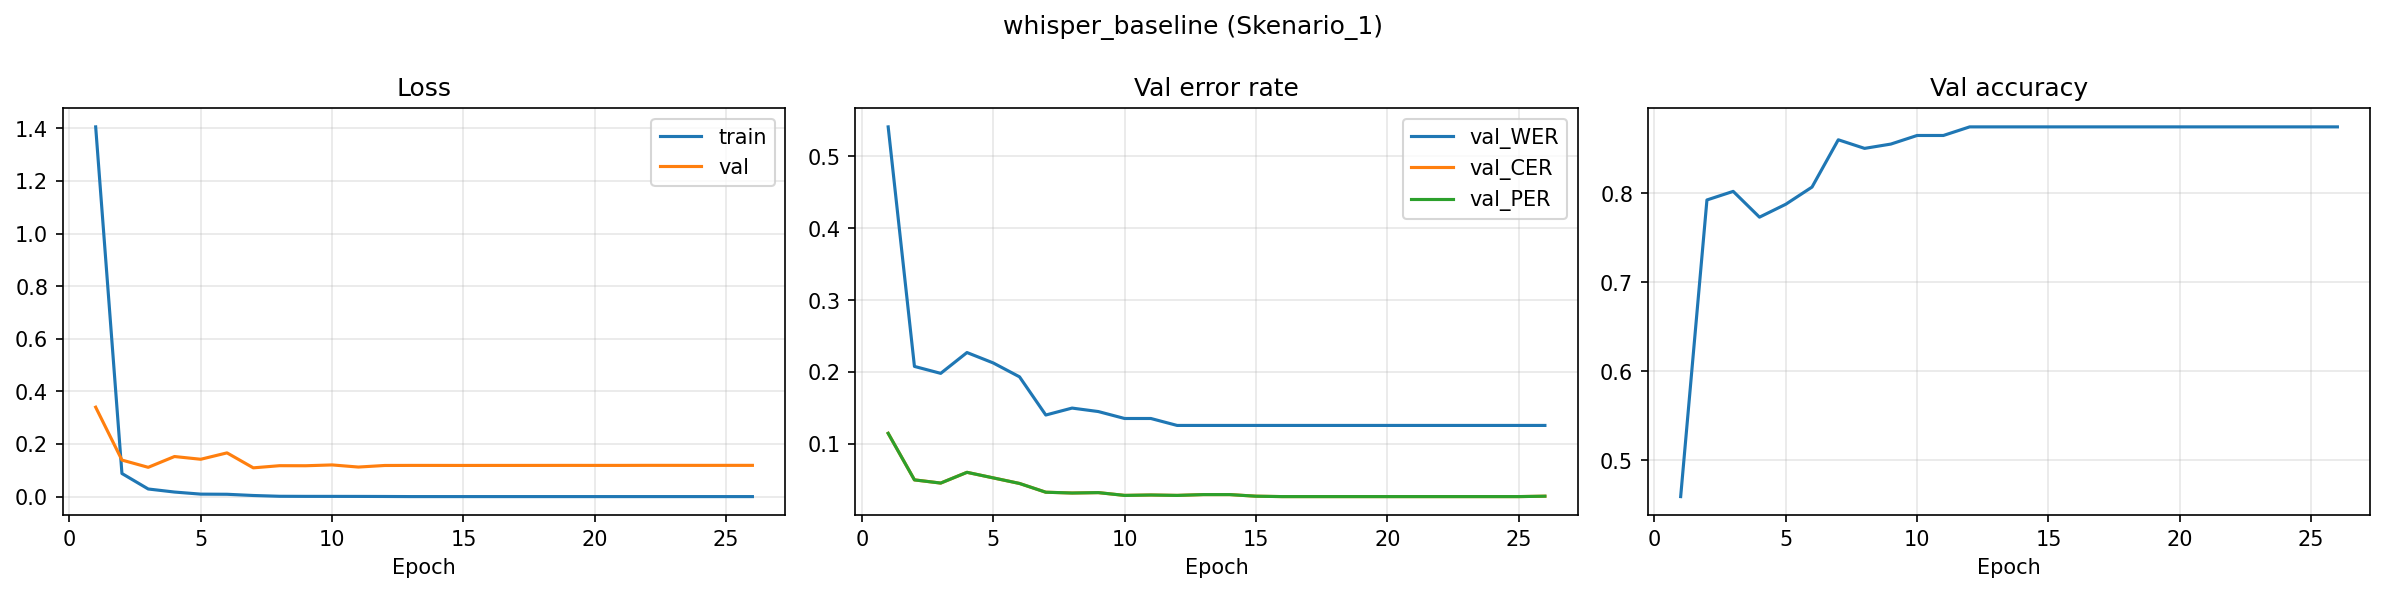 whisper_baseline (Skenario_1)
Loss
1.4
1.2
1.0
0.8
0.6
0.4
0.2
0.0
0 5 10 15 20 25
Epoch
train
val
Val error rate
0.5
0.4
0.3
0.2
0.1
0 5 10 15 20 25
Epoch
val_WER
val_CER
val_PER
Val accuracy
0.8
0.7
0.6
0.5
0 5 10 15 20 25
Epoch